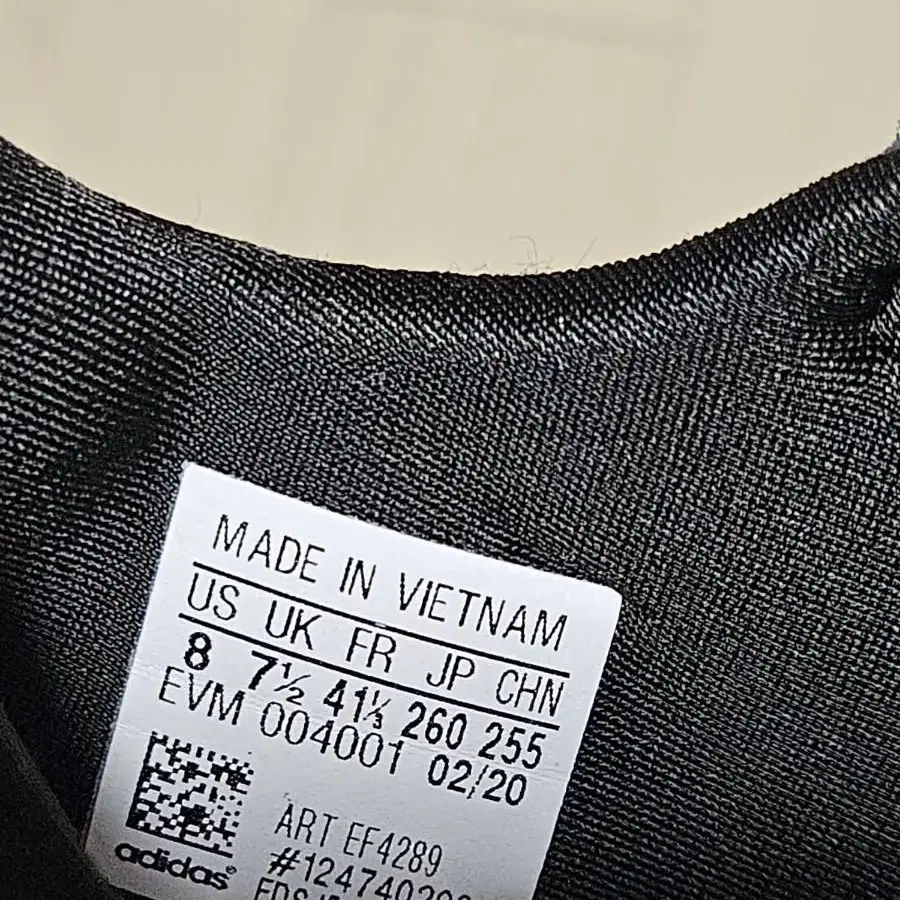 MADE IN VIETNAM
US UK FR JP CHN
8 7½ 41⅓ 260 255
EVM 004001 02/20
ART EF4289
adidas